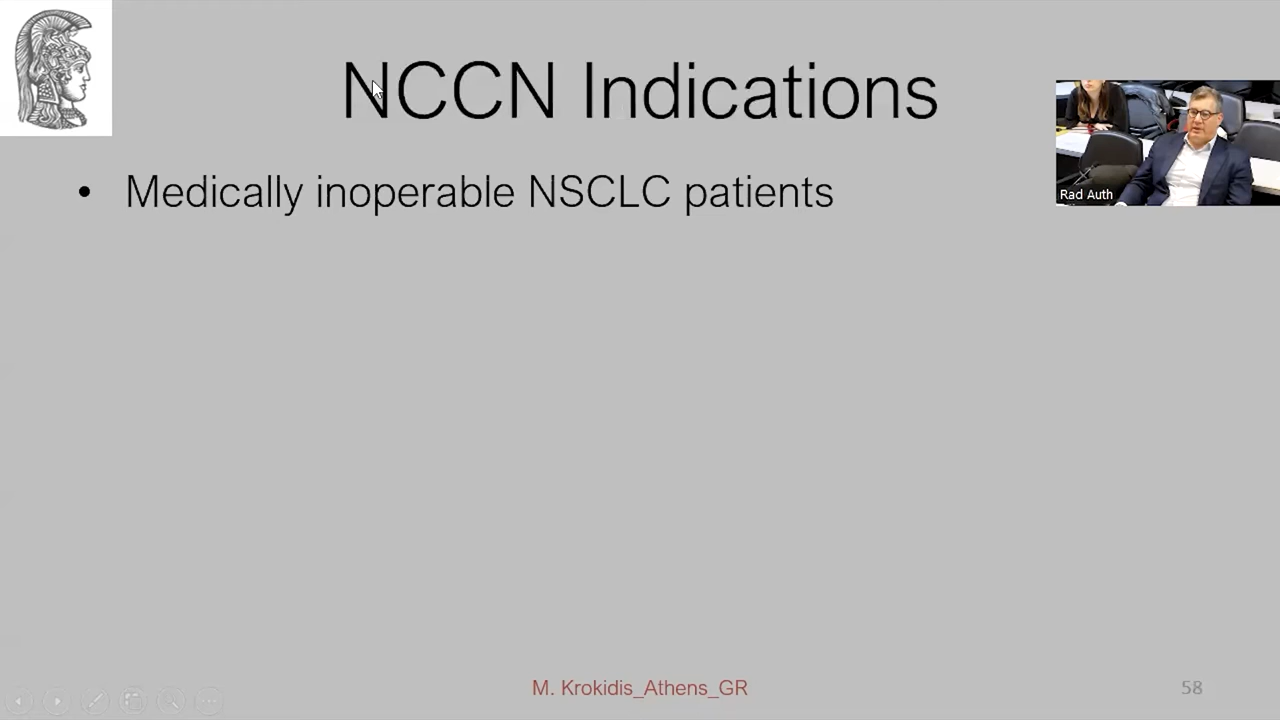 NCCN Indications
• Medically inoperable NSCLC patients
Rad Auth
M. Krokidis_Athens_GR
58